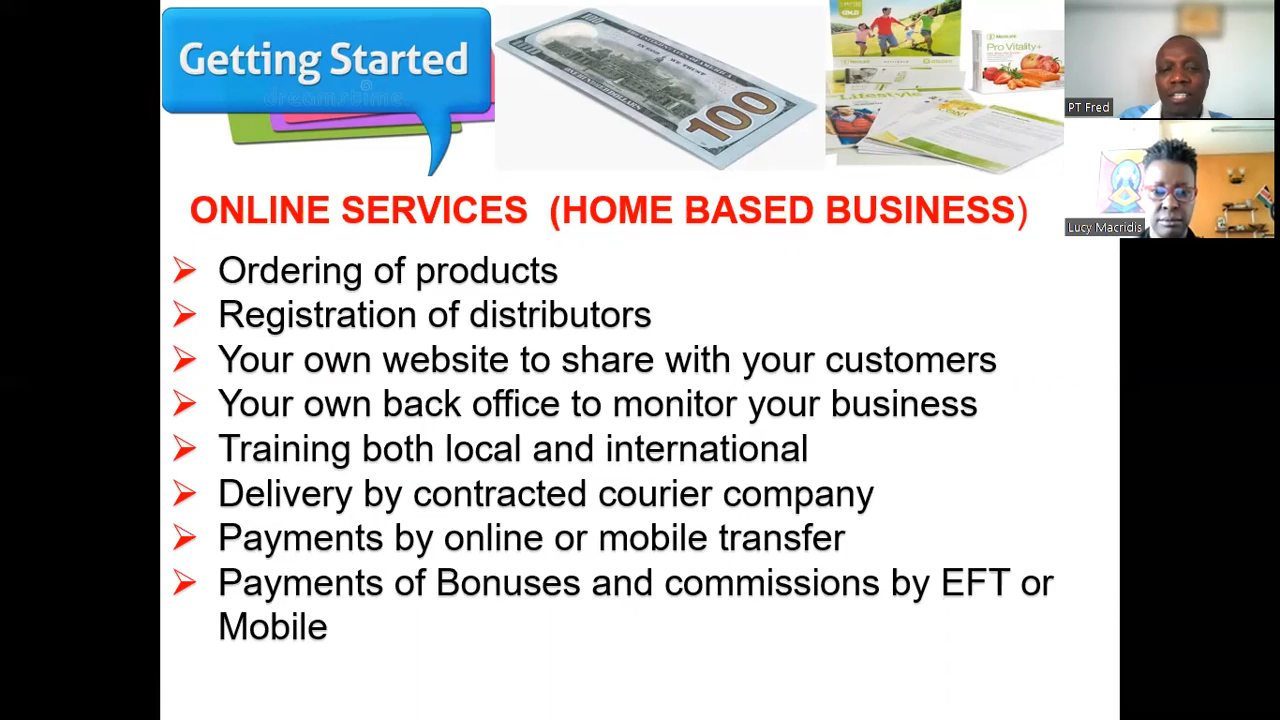 Getting Started
dreamstime
100
Lifestyle
Pro Vitality+
PT Fred
Lucy Macridis
ONLINE SERVICES (HOME BASED BUSINESS)
Ordering of products
Registration of distributors
Your own website to share with your customers
Your own back office to monitor your business
Training both local and international
Delivery by contracted courier company
Payments by online or mobile transfer
Payments of Bonuses and commissions by EFT or
Mobile